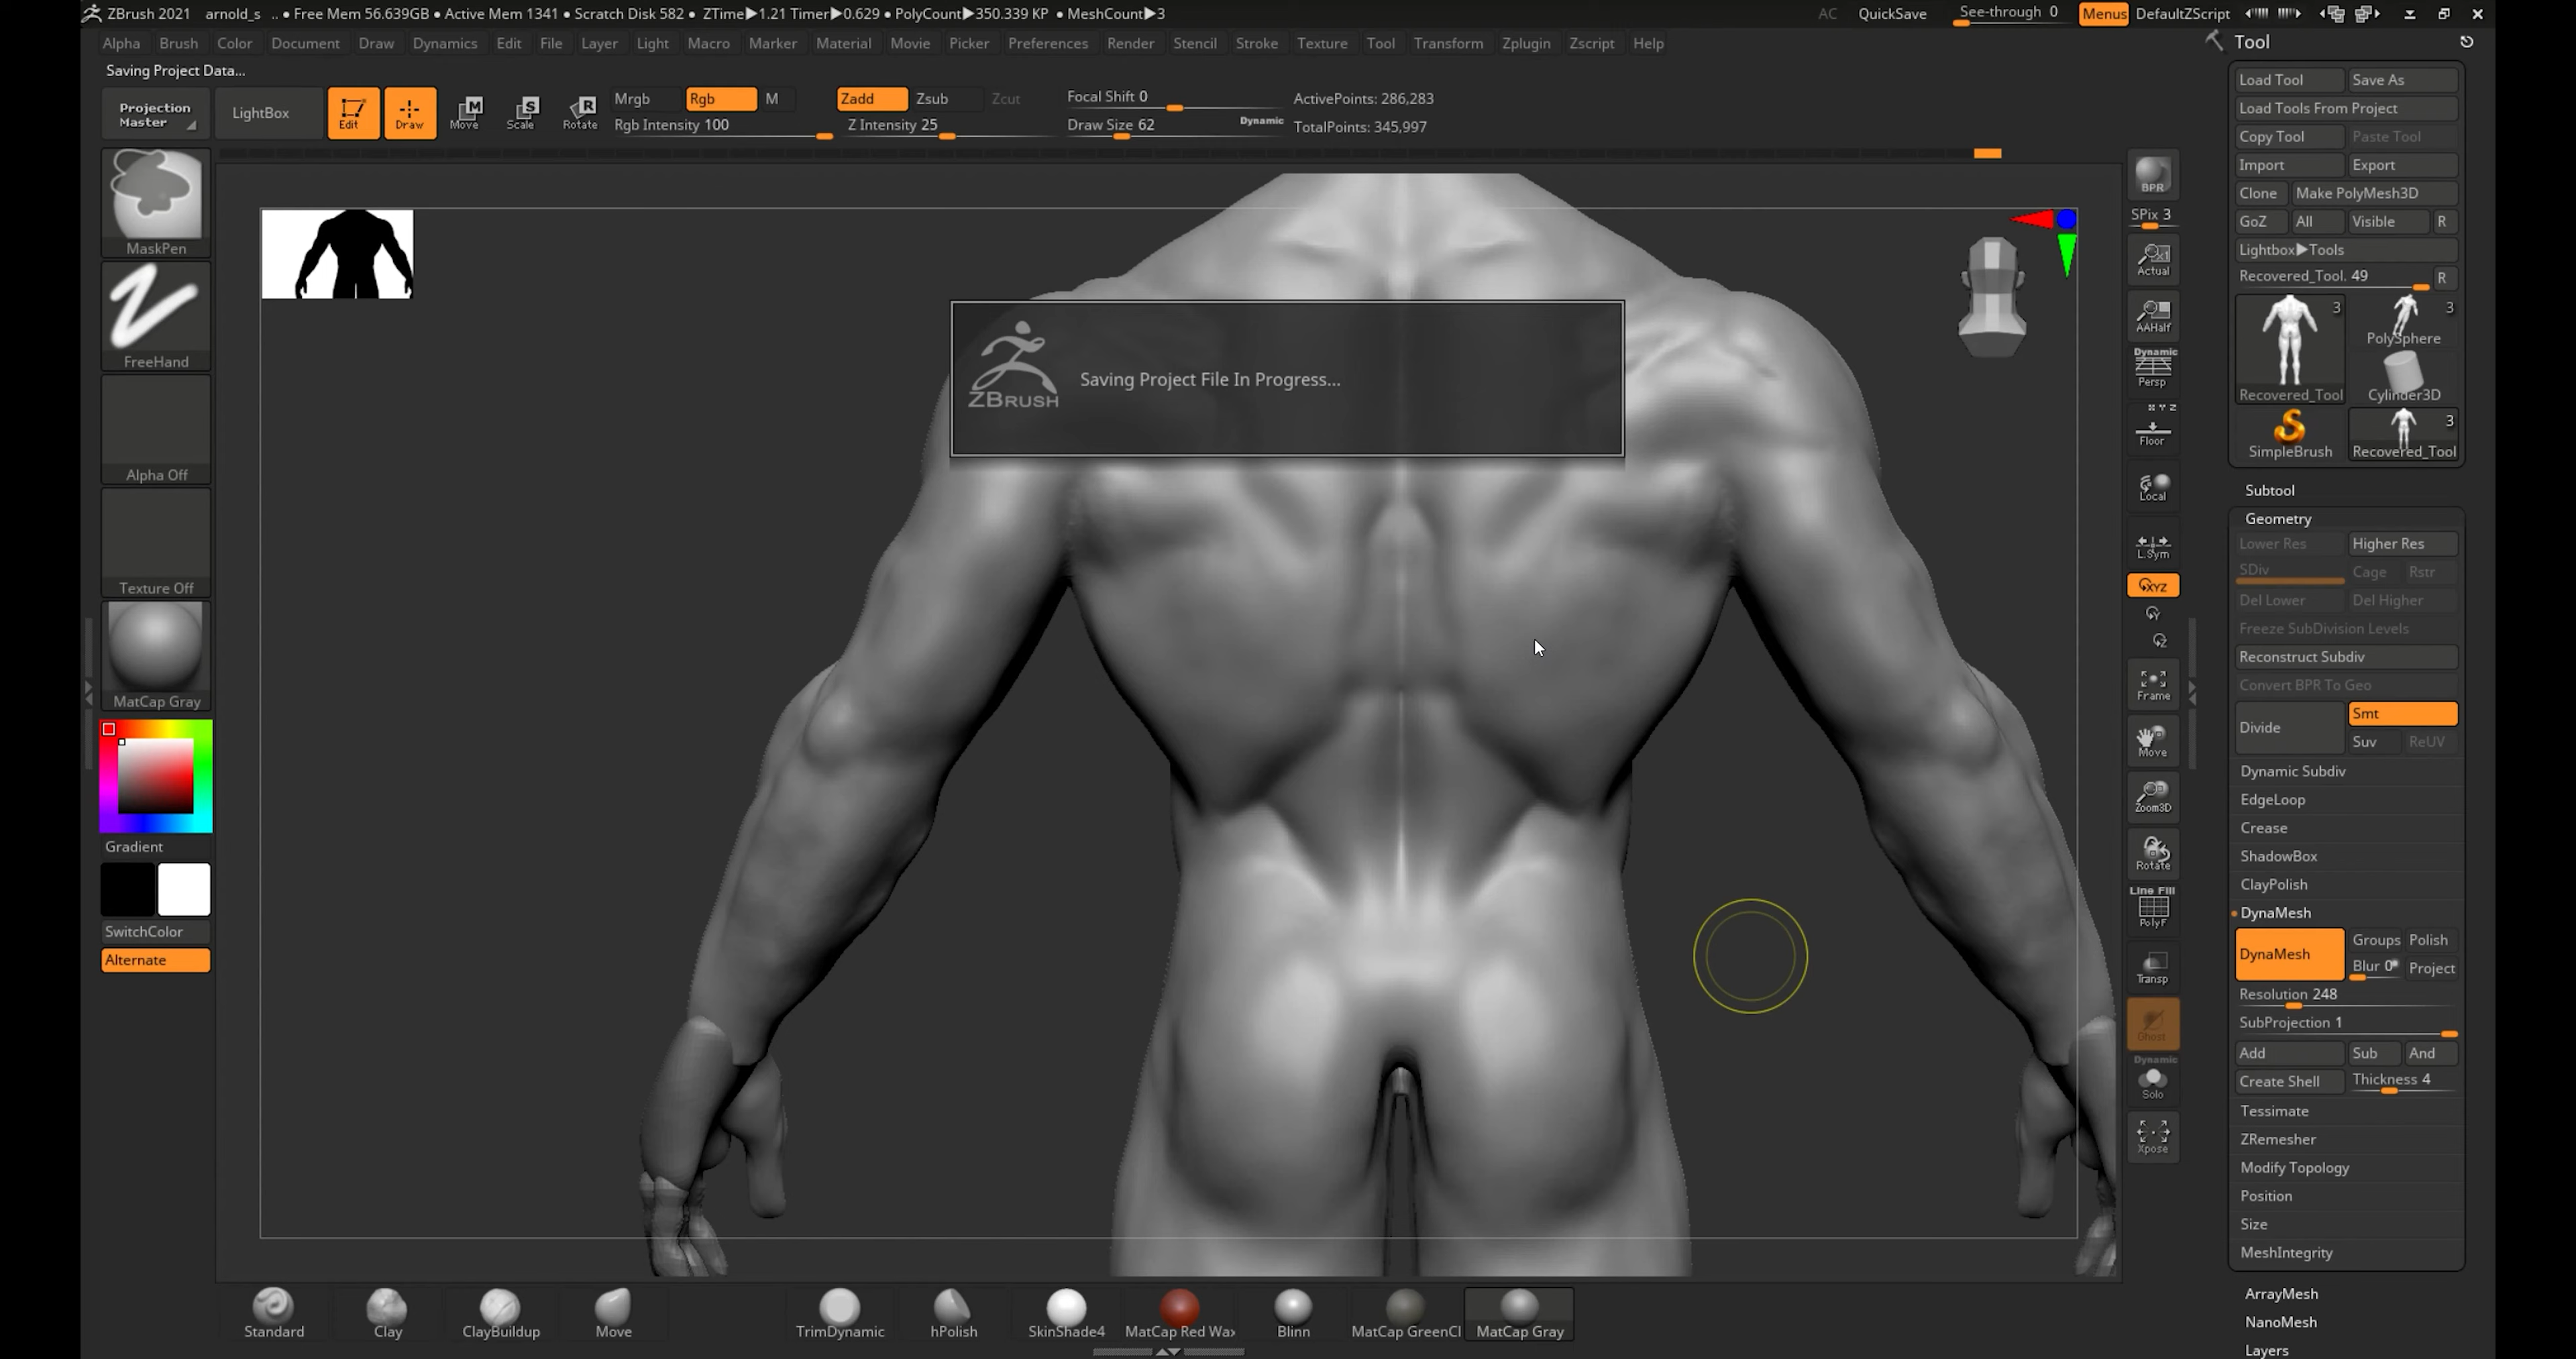 ZBrush 2021 arnold_s .. • Free Mem 56.639GB • Active Mem 1341 • Scratch Disk 582 • ZTime▶1.21 Timer▶0.629 • PolyCount▶350.339 KP • MeshCount▶3 AC QuickSave See-through 0 Menus DefaultZScript
Alpha Brush Color Document Draw Dynamics Edit File Layer Light Macro Marker Material Movie Picker Preferences Render Stencil Stroke Texture Tool Transform Zplugin Zscript Help
Saving Project Data...
Projection Master
LightBox
Edit
Draw
M
Move
S
Scale
R
Rotate
Mrgb Rgb M
Rgb Intensity 100
Zadd Zsub Zcut
Z Intensity 25
Focal Shift 0
Draw Size 62
Dynamic
ActivePoints: 286,283
TotalPoints: 345,997
MaskPen
FreeHand
Alpha Off
Texture Off
MatCap Gray
Gradient
SwitchColor
Alternate
ZBRUSH
Saving Project File In Progress...
BPR
SPix 3
Actual
AAHalf
Dynamic
Persp
X Y Z
Floor
Local
L.Sym
XYZ
Y
Z
Frame
Move
Zoom3D
Rotate
Line Fill
PolyF
Transp
Ghost
Dynamic
Solo
Xpose
Tool
Load Tool Save As
Load Tools From Project
Copy Tool Paste Tool
Import Export
Clone Make PolyMesh3D
GoZ All Visible R
Lightbox▶Tools
Recovered_Tool. 49 R
3
Recovered_Tool
3
PolySphere
Cylinder3D
SimpleBrush
3
Recovered_Tool
Subtool
Geometry
Lower Res Higher Res
SDiv Cage Rstr
Del Lower Del Higher
Freeze SubDivision Levels
Reconstruct Subdiv
Convert BPR To Geo
Divide
Smt
Suv ReUV
Dynamic Subdiv
EdgeLoop
Crease
ShadowBox
ClayPolish
DynaMesh
DynaMesh
Groups Polish
Blur 0 Project
Resolution 248
SubProjection 1
Add Sub And
Create Shell Thickness 4
Tessimate
ZRemesher
Modify Topology
Position
Size
MeshIntegrity
ArrayMesh
NanoMesh
Layers
Standard
Clay
ClayBuildup
Move
TrimDynamic
hPolish
SkinShade4
MatCap Red Wax
Blinn
MatCap GreenCl
MatCap Gray